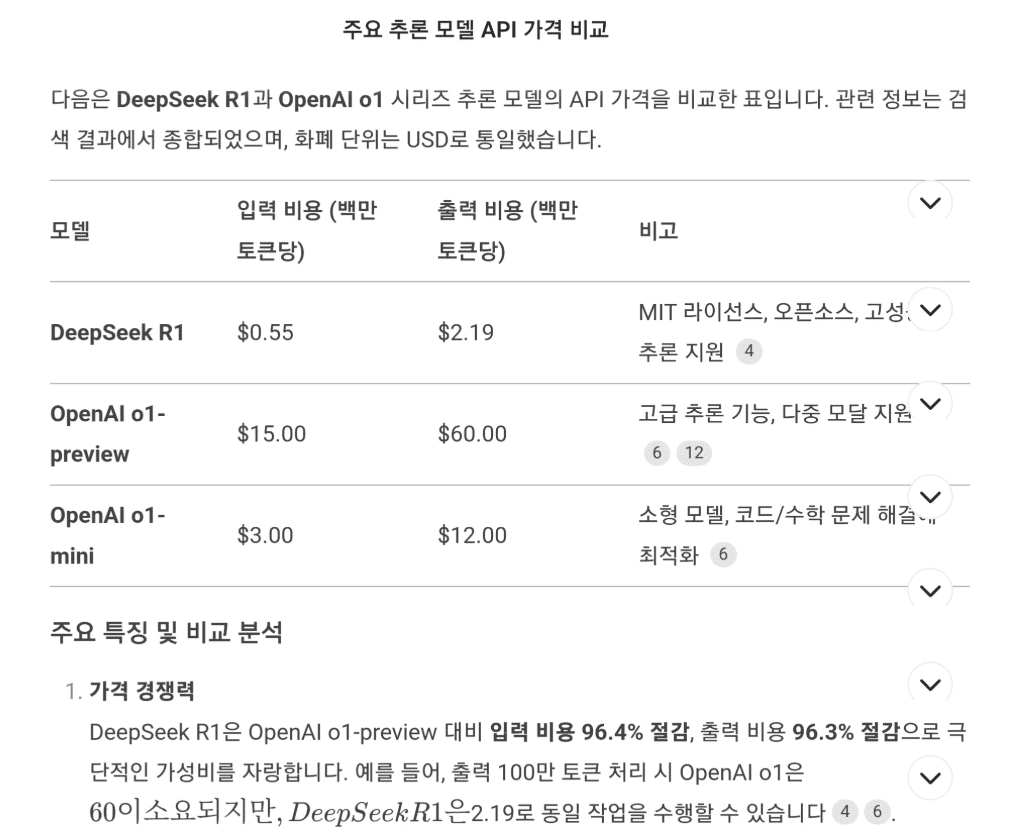 주요 추론 모델 API 가격 비교
다음은 DeepSeek R1과 OpenAI o1 시리즈 추론 모델의 API 가격을 비교한 표입니다. 관련 정보는 검
색 결과에서 종합되었으며, 화폐 단위는 USD로 통일했습니다.
모델 입력 비용 (백만 토큰당) 출력 비용 (백만 토큰당) 비고
DeepSeek R1 $0.55 $2.19 MIT 라이선스, 오픈소스, 고성
추론 지원 4
OpenAI o1-preview $15.00 $60.00 고급 추론 기능, 다중 모달 지원
6 12
OpenAI o1-mini $3.00 $12.00 소형 모델, 코드/수학 문제 해결에
최적화 6
주요 특징 및 비교 분석
1. 가격 경쟁력
DeepSeek R1은 OpenAI o1-preview 대비 입력 비용 96.4% 절감, 출력 비용 96.3% 절감으로 극
단적인 가성비를 자랑합니다. 예를 들어, 출력 100만 토큰 처리 시 OpenAI o1은
60이소요되지만, DeepSeekR1은2.19로 동일 작업을 수행할 수 있습니다 4 6 .